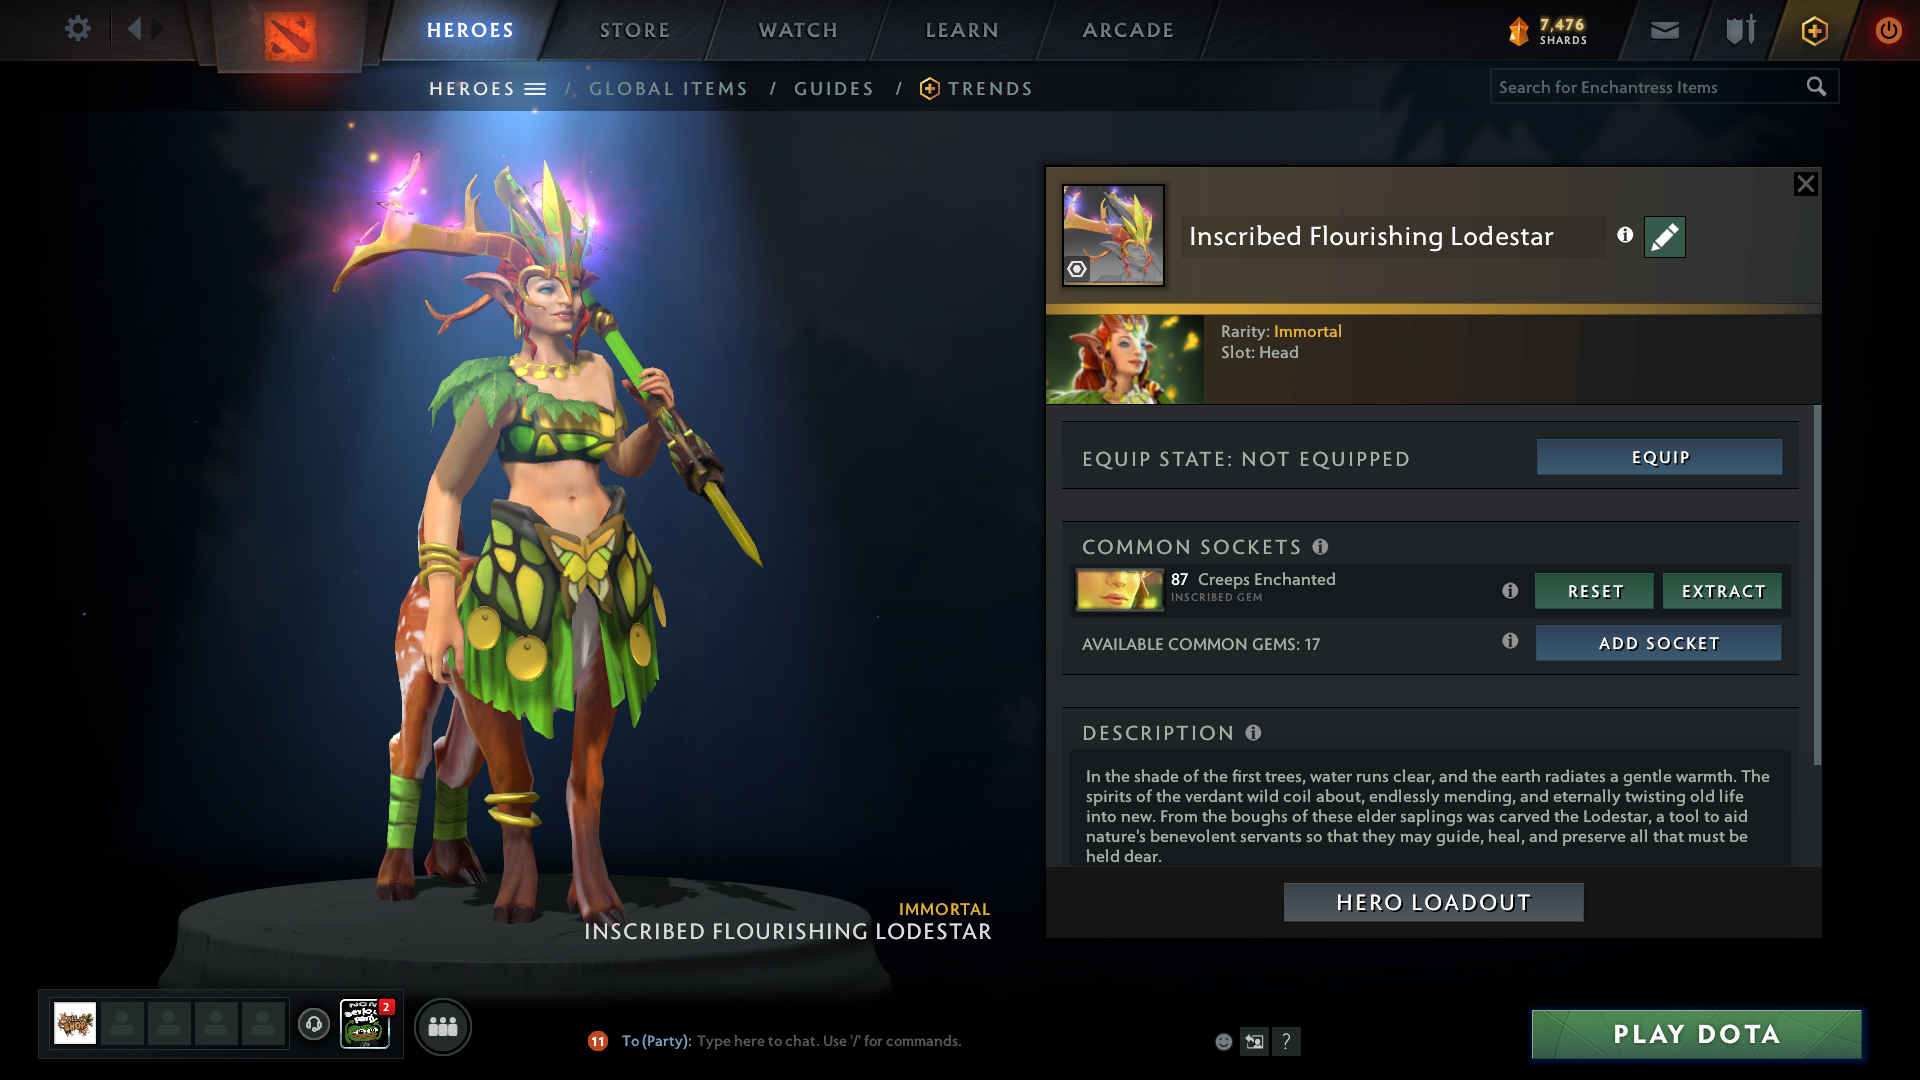 HEROES
STORE
WATCH
LEARN
ARCADE
7,476
SHARDS
HEROES / GLOBAL ITEMS / GUIDES / TRENDS
Search for Enchantress Items
Inscribed Flourishing Lodestar
Rarity: Immortal
Slot: Head
EQUIP STATE: NOT EQUIPPED
EQUIP
COMMON SOCKETS
87 Creeps Enchanted
INSCRIBED GEM
RESET
EXTRACT
AVAILABLE COMMON GEMS: 17
ADD SOCKET
DESCRIPTION
In the shade of the first trees, water runs clear, and the earth radiates a gentle warmth. The
spirits of the verdant wild coil about, endlessly mending, and eternally twisting old life
into new. From the boughs of these elder saplings was carved the Lodestar, a tool to aid
nature's benevolent servants so that they may guide, heal, and preserve all that must be
held dear.
HERO LOADOUT
IMMORTAL
INSCRIBED FLOURISHING LODESTAR
2
11
To (Party): Type here to chat. Use '/' for commands.
?
PLAY DOTA